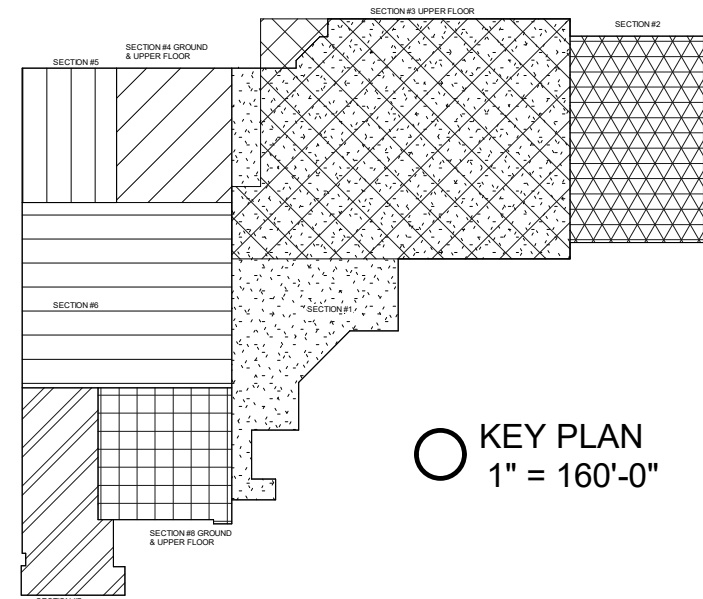 SECTION #3 UPPER FLOOR
SECTION #2
SECTION #4 GROUND
& UPPER FLOOR
SECTION #5
SECTION #6
SECTION #1
KEY PLAN
1" = 160'-0"
SECTION #8 GROUND
& UPPER FLOOR